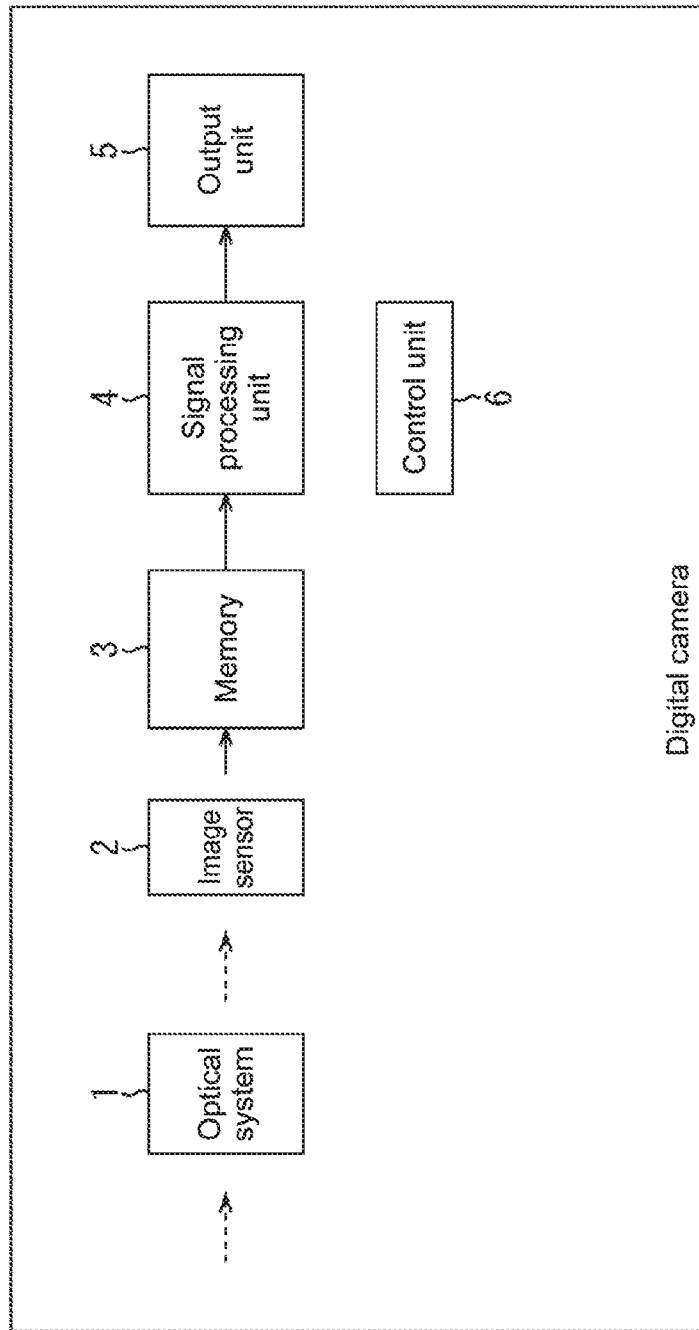 1
Optical
system
2
Image
sensor
3
Memory
4
Signal
processing
unit
5
Output
unit
Control unit
6
Digital camera